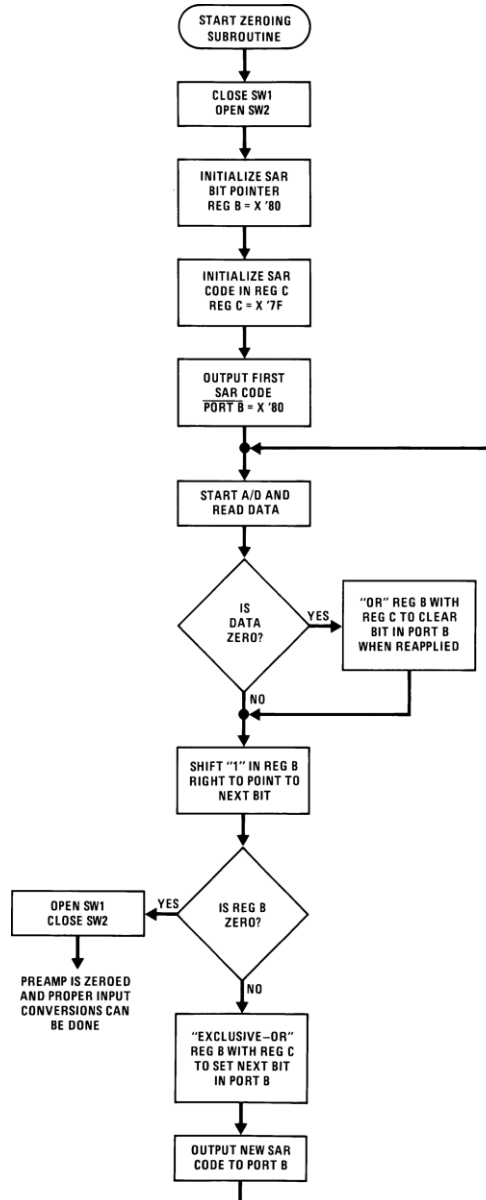 START ZEROING
SUBROUTINE
CLOSE SW1
OPEN SW2
INITIALIZE SAR
BIT POINTER
REG B = X '80
INITIALIZE SAR
CODE IN REG C
REG C = X '7F
OUTPUT FIRST
SAR CODE
PORT B = X '80
START A/D AND
READ DATA
IS
DATA
ZERO?
YES
"OR" REG B WITH
REG C TO CLEAR
BIT IN PORT B
WHEN REAPPLIED
NO
SHIFT "1" IN REG B
RIGHT TO POINT TO
NEXT BIT
IS REG B
ZERO?
YES
OPEN SW1
CLOSE SW2
PREAMP IS ZEROED
AND PROPER INPUT
CONVERSIONS CAN
BE DONE
NO
"EXCLUSIVE–OR"
REG B WITH REG C
TO SET NEXT BIT
IN PORT B
OUTPUT NEW SAR
CODE TO PORT B